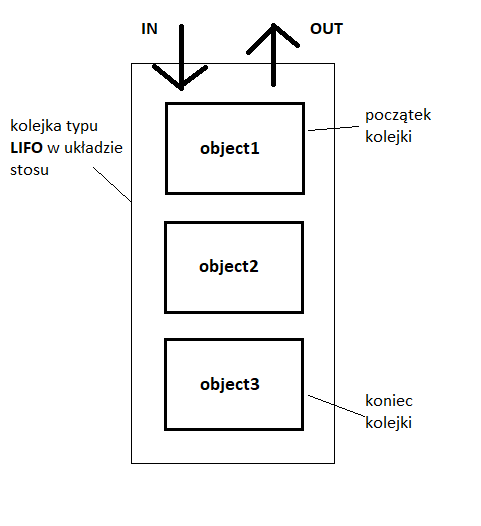 IN
OUT
kolejka typu
LIFO w układzie
stosu
początek
kolejki
object1
object2
object3
koniec
kolejki